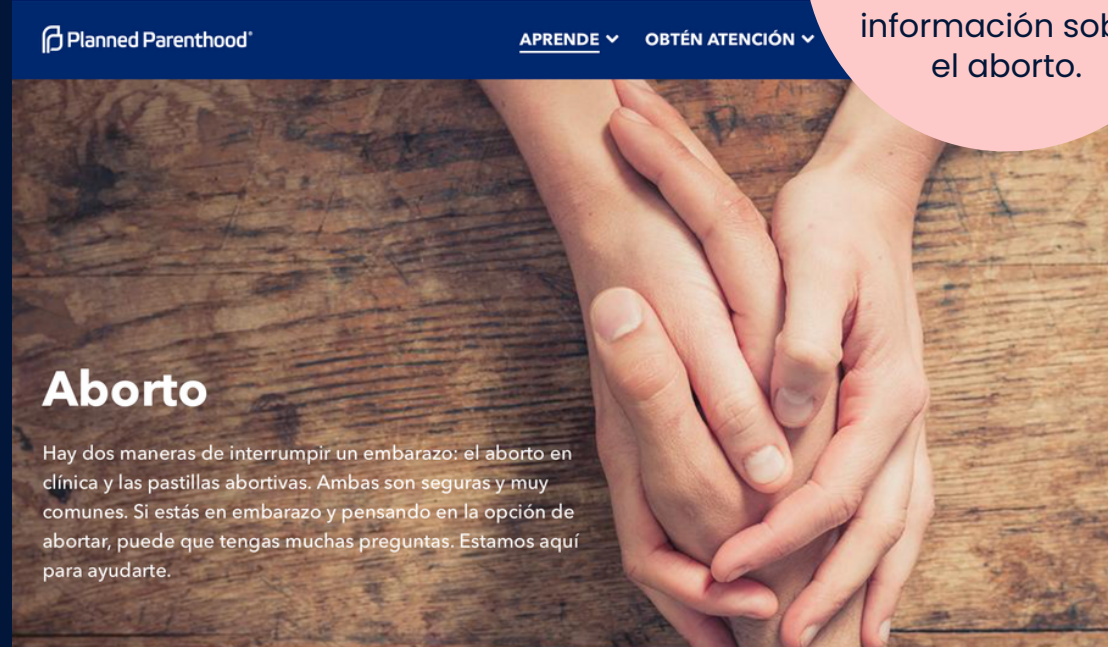 información
el aborto.
Planned Parenthood®
APRENDE
OBTÉN ATENCIÓN
Aborto
Hay dos maneras de interrumpir un embarazo: el aborto en
clínica y las pastillas abortivas. Ambas son seguras y muy
comunes. Si estás en embarazo y pensando en la opción de
abortar, puede que tengas muchas preguntas. Estamos aquí
para ayudarte.